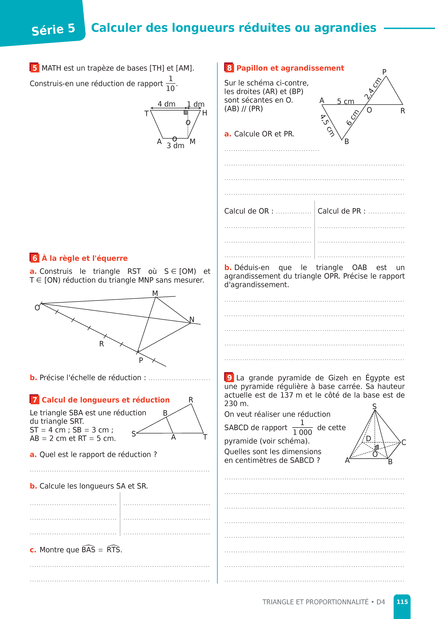 Série 5
Calculer des longueurs réduites ou agrandies
5 MATH est un trapèze de bases [TH] et [AM].
Construis-en une réduction de rapport 1/10.
4 dm
1 dm
T
H
O
A
M
3 dm
6 À la règle et l'équerre
a. Construis le triangle RST où S ∈ [OM) et
T ∈ [ON) réduction du triangle MNP sans mesurer.
M
O
N
R
P
b. Précise l'échelle de réduction :
7 Calcul de longueurs et réduction
Le triangle SBA est une réduction
du triangle SRT.
ST = 4 cm ; SB = 3 cm ;
AB = 2 cm et RT = 5 cm.
R
B
S
A
T
a. Quel est le rapport de réduction ?
b. Calcule les longueurs SA et SR.
c. Montre que B̂AS = R̂TS.
8 Papillon et agrandissement
Sur le schéma ci-contre,
les droites (AR) et (BP)
sont sécantes en O.
(AB) // (PR)
P
2,4 cm
A
5 cm
O
R
4,5 cm
6 cm
B
a. Calcule OR et PR.
Calcul de OR :
Calcul de PR :
b. Déduis-en que le triangle OAB est un
agrandissement du triangle OPR. Précise le rapport
d'agrandissement.
9 La grande pyramide de Gizeh en Égypte est
une pyramide régulière à base carrée. Sa hauteur
actuelle est de 137 m et le côté de la base est de
230 m.
On veut réaliser une réduction
SABCD de rapport 1/1 000 de cette
pyramide (voir schéma).
Quelles sont les dimensions
en centimètres de SABCD ?
S
D
C
O
A
B
TRIANGLE ET PROPORTIONNALITÉ • D4
115